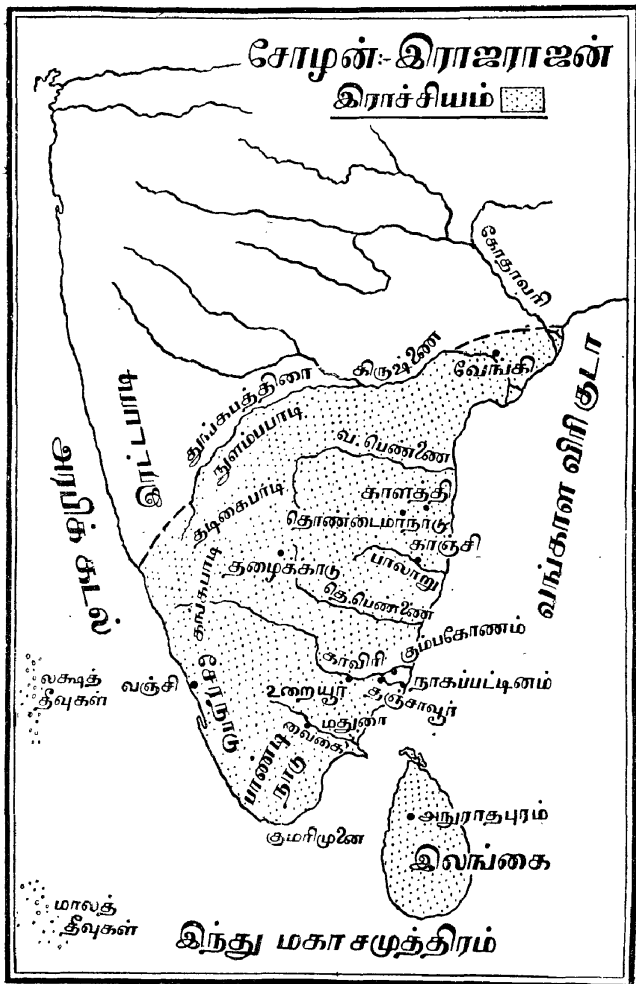 சோழன்:-இராஜராஜன்
இராச்சியம்
கோதாவரி
கிருஷ்ணை
வேங்கி
துங்கபத்திரை
நுளம்பபாடி
இரட்டபாடி
அரபிக்கடல்
வங்காள விரிகுடா
வ.பெண்ணை
காளத்தி
தடிகைபாடி
தொண்டைமாநாடு
காஞ்சி
தழைக்காடு
பாலாறு
கங்கபாடி
தெ.பெண்ணை
கும்பகோணம்
காவிரி
லக்ஷத்
தீவுகள்
வஞ்சி
சேரநாடு
உறையூர்
நாகப்பட்டினம்
தஞ்சாவூர்
மதுரை
வைகை
பாண்டி
நாடு
குமரிமுனை
அநுராதபுரம்
இலங்கை
மாலத்
தீவுகள்
இந்து மகா சமுத்திரம்